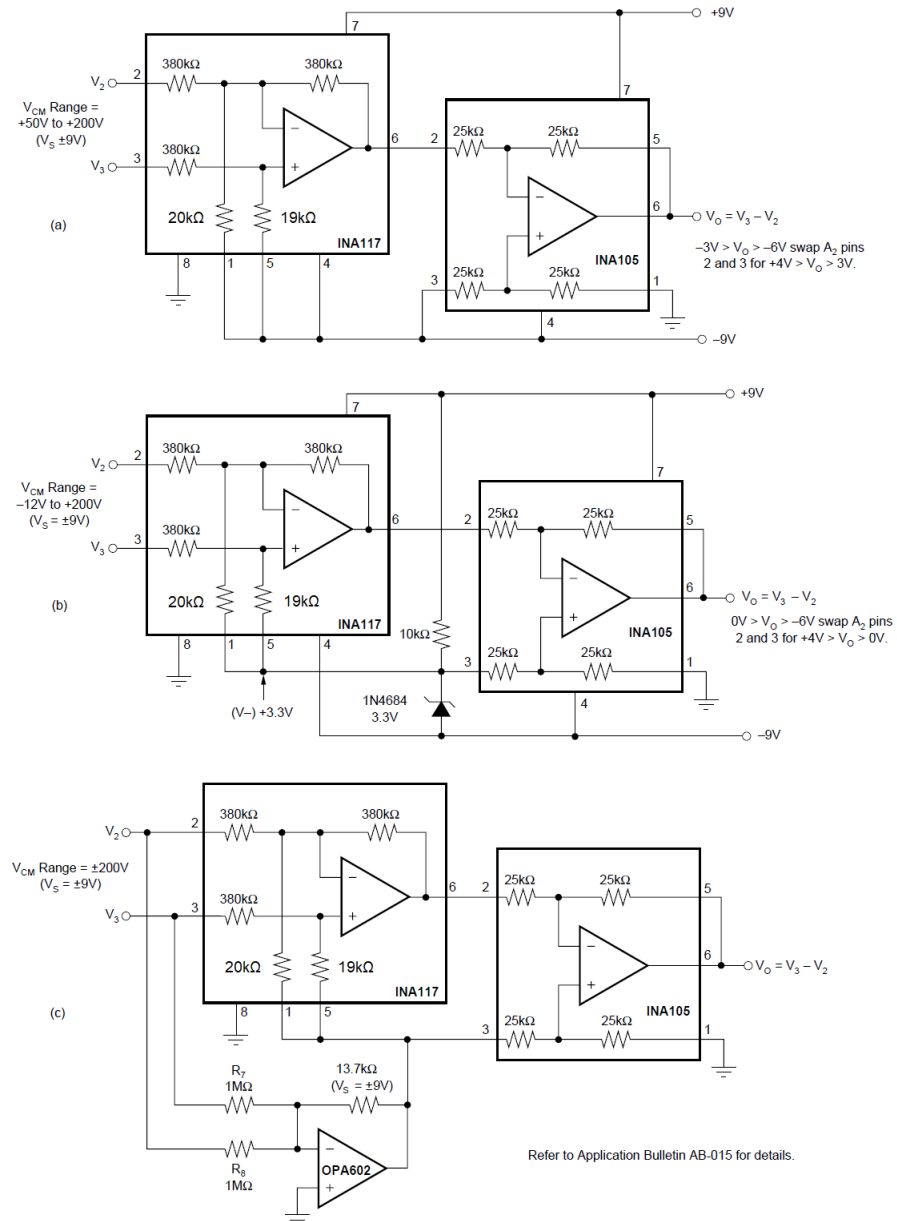 +9V
7
380kΩ
380kΩ
V2
2
VCM Range =
+50V to +200V
(VS ±9V)
7
6
2
25kΩ
25kΩ
5
V3
3
380kΩ
−
+
−
+
6
VO = V3 – V2
20kΩ
19kΩ
(a)
INA117
INA105
–3V > VO > –6V swap A2 pins
2 and 3 for +4V > VO > 3V.
8
1
5
4
3
25kΩ
25kΩ
1
4
–9V
+9V
7
380kΩ
380kΩ
V2
2
VCM Range =
–12V to +200V
(VS = ±9V)
7
6
2
25kΩ
25kΩ
5
V3
3
380kΩ
−
+
−
+
6
VO = V3 – V2
20kΩ
19kΩ
(b)
INA117
10kΩ
INA105
0V > VO > –6V swap A2 pins
2 and 3 for +4V > VO > 0V.
8
1
5
4
3
25kΩ
25kΩ
1
(V–) +3.3V
1N4684
3.3V
4
–9V
380kΩ
380kΩ
V2
2
VCM Range = ±200V
(VS = ±9V)
6
2
25kΩ
25kΩ
5
V3
3
380kΩ
−
+
−
+
6
VO = V3 – V2
20kΩ
19kΩ
INA117
(c)
8
1
5
INA105
3
25kΩ
25kΩ
1
R7
1MΩ
13.7kΩ
(VS = ±9V)
R8
1MΩ
−
OPA602
+
Refer to Application Bulletin AB-015 for details.